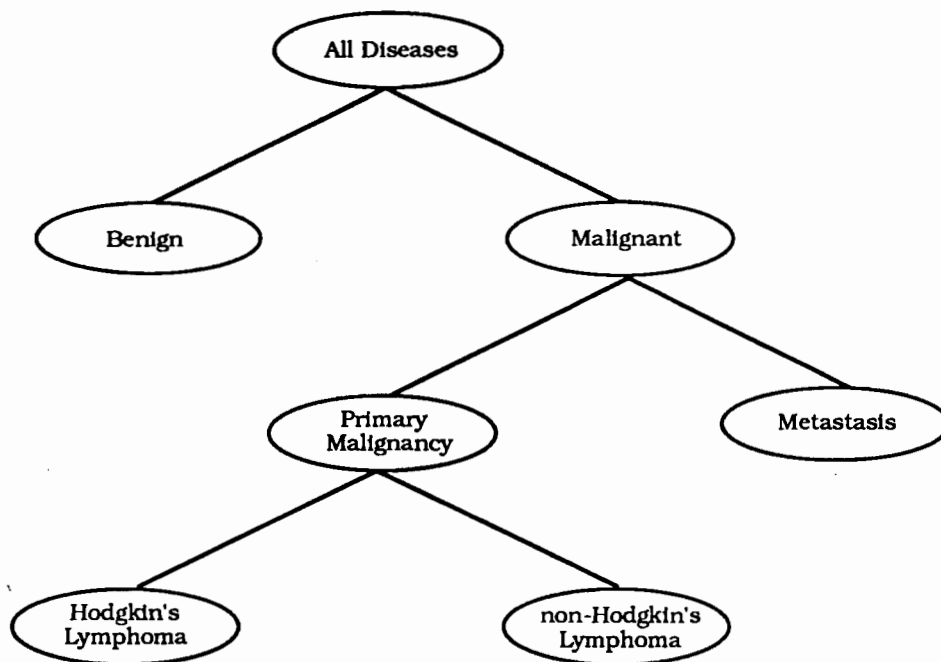 All Diseases
Benign
Malignant
Primary
Malignancy
Metastasis
Hodgkin's
Lymphoma
non-Hodgkin's
Lymphoma